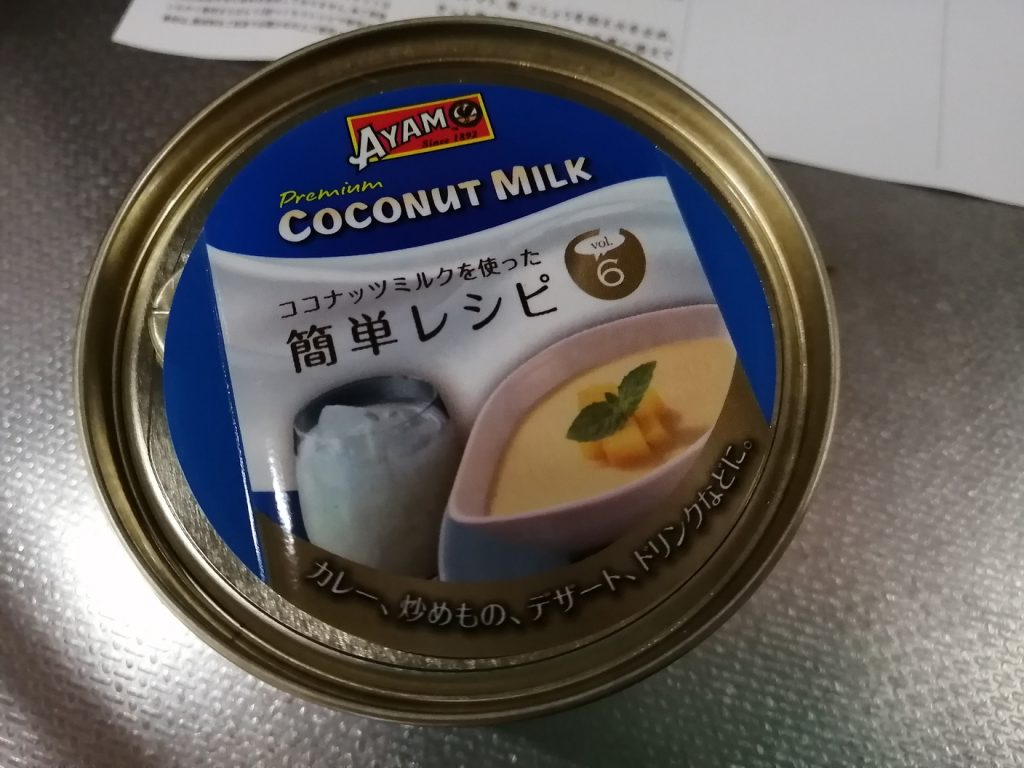 AYAM
Since 1892
Premium
COCONUT MILK
ココナッツミルクを使った
簡単レシピ
vol.
6
カレー、炒めもの、デザート、ドリンクなどに。